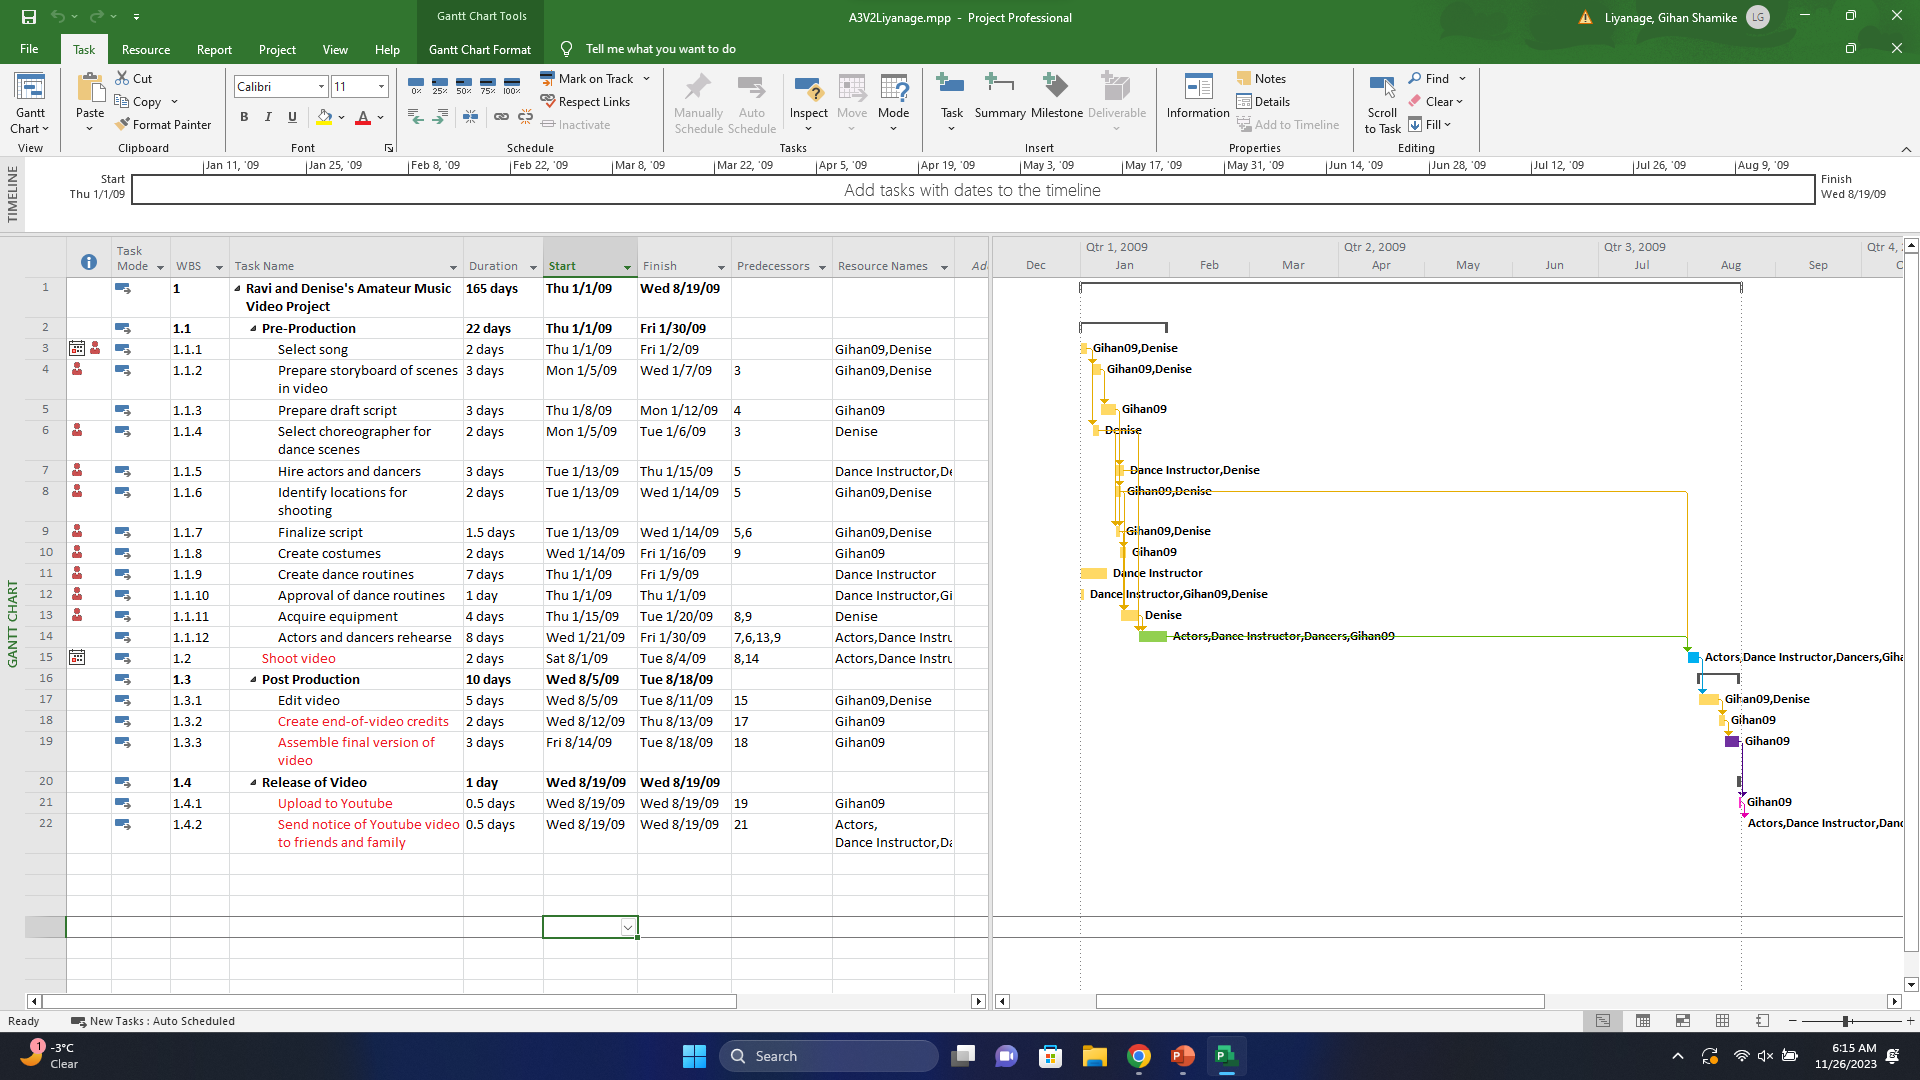 Gantt Chart Tools
A3V2Liyanage.mpp - Project Professional
Liyanage, Gihan Shamike LG
File Task Resource Report Project View Help Gantt Chart Format Tell me what you want to do
Gantt Chart
View
Paste
Cut
Copy
Format Painter
Clipboard
Calibri 11
B I U A
Font
0% 25% 50% 75% 100%
Mark on Track
Respect Links
Inactivate
Schedule
Manually Schedule
Auto Schedule
Inspect
Move
Mode
Tasks
Task
Summary
Milestone
Deliverable
Insert
Information
Notes
Details
Add to Timeline
Properties
Scroll to Task
Find
Clear
Fill
Editing
TIMELINE
Jan 11, '09 Jan 25, '09 Feb 8, '09 Feb 22, '09 Mar 8, '09 Mar 22, '09 Apr 5, '09 Apr 19, '09 May 3, '09 May 17, '09 May 31, '09 Jun 14, '09 Jun 28, '09 Jul 12, '09 Jul 26, '09 Aug 9, '09
Start
Thu 1/1/09
Add tasks with dates to the timeline
Finish
Wed 8/19/09
GANTT CHART
Task Mode WBS Task Name Duration Start Finish Predecessors Resource Names Ad
1 1 Ravi and Denise's Amateur Music Video Project 165 days Thu 1/1/09 Wed 8/19/09
2 1.1 Pre-Production 22 days Thu 1/1/09 Fri 1/30/09
3 1.1.1 Select song 2 days Thu 1/1/09 Fri 1/2/09 Gihan09,Denise
4 1.1.2 Prepare storyboard of scenes in video 3 days Mon 1/5/09 Wed 1/7/09 3 Gihan09,Denise
5 1.1.3 Prepare draft script 3 days Thu 1/8/09 Mon 1/12/09 4 Gihan09
6 1.1.4 Select choreographer for dance scenes 2 days Mon 1/5/09 Tue 1/6/09 3 Denise
7 1.1.5 Hire actors and dancers 3 days Tue 1/13/09 Thu 1/15/09 5 Dance Instructor,De
8 1.1.6 Identify locations for shooting 2 days Tue 1/13/09 Wed 1/14/09 5 Gihan09,Denise
9 1.1.7 Finalize script 1.5 days Tue 1/13/09 Wed 1/14/09 5,6 Gihan09,Denise
10 1.1.8 Create costumes 2 days Wed 1/14/09 Fri 1/16/09 9 Gihan09
11 1.1.9 Create dance routines 7 days Thu 1/1/09 Fri 1/9/09 Dance Instructor
12 1.1.10 Approval of dance routines 1 day Thu 1/1/09 Thu 1/1/09 Dance Instructor,Gi
13 1.1.11 Acquire equipment 4 days Thu 1/15/09 Tue 1/20/09 8,9 Denise
14 1.1.12 Actors and dancers rehearse 8 days Wed 1/21/09 Fri 1/30/09 7,6,13,9 Actors,Dance Instru
15 1.2 Shoot video 2 days Sat 8/1/09 Tue 8/4/09 8,14 Actors,Dance Instru
16 1.3 Post Production 10 days Wed 8/5/09 Tue 8/18/09
17 1.3.1 Edit video 5 days Wed 8/5/09 Tue 8/11/09 15 Gihan09,Denise
18 1.3.2 Create end-of-video credits 2 days Wed 8/12/09 Thu 8/13/09 17 Gihan09
19 1.3.3 Assemble final version of video 3 days Fri 8/14/09 Tue 8/18/09 18 Gihan09
20 1.4 Release of Video 1 day Wed 8/19/09 Wed 8/19/09
21 1.4.1 Upload to Youtube 0.5 days Wed 8/19/09 Wed 8/19/09 19 Gihan09
22 1.4.2 Send notice of Youtube video to friends and family 0.5 days Wed 8/19/09 Wed 8/19/09 21 Actors, Dance Instructor,Da
Qtr 1, 2009 Qtr 2, 2009 Qtr 3, 2009 Qtr 4,
Dec Jan Feb Mar Apr May Jun Jul Aug Sep
Gihan09,Denise
Gihan09,Denise
Gihan09
Denise
Dance Instructor,Denise
Gihan09,Denise
Gihan09,Denise
Gihan09
Dance Instructor
Dance Instructor,Gihan09,Denise
Denise
Actors,Dance Instructor,Dancers,Gihan09
Actors,Dance Instructor,Dancers,Giha
Gihan09,Denise
Gihan09
Gihan09
Gihan09
Actors,Dance Instructor,Danc
Ready New Tasks : Auto Scheduled
1 -3°C
Clear
Search
6:15 AM
11/26/2023